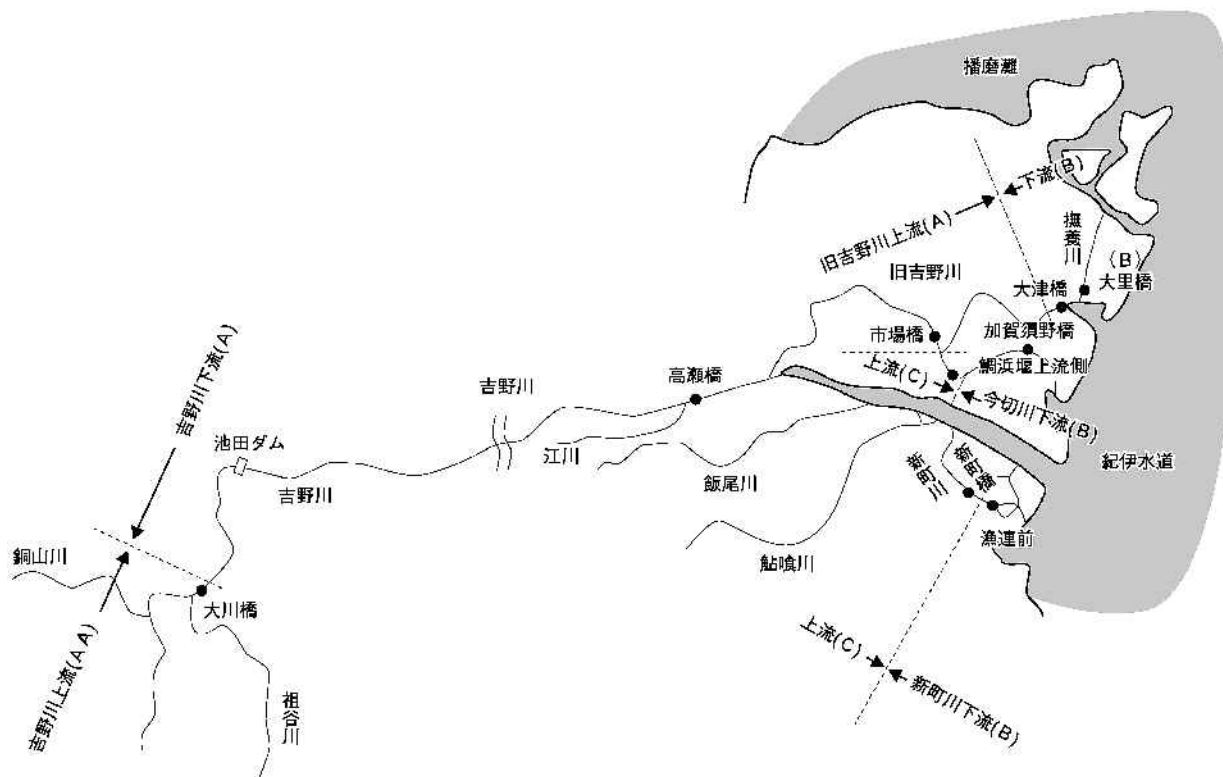 播磨灘
下流(B)
旧吉野川上流(A)
撫養川
(B)
大里橋
旧吉野川
大津橋
市場橋
加賀須野橋
上流(C)
鯛浜堰上流側
今切川下流(B)
高瀬橋
吉野川
吉野川下流(A)
池田ダム
吉野川
江川
飯尾川
新町川
新町橋
紀伊水道
漁連前
鮎喰川
銅山川
大川橋
吉野川上流(AA)
祖谷川
上流(C)
新町川下流(B)